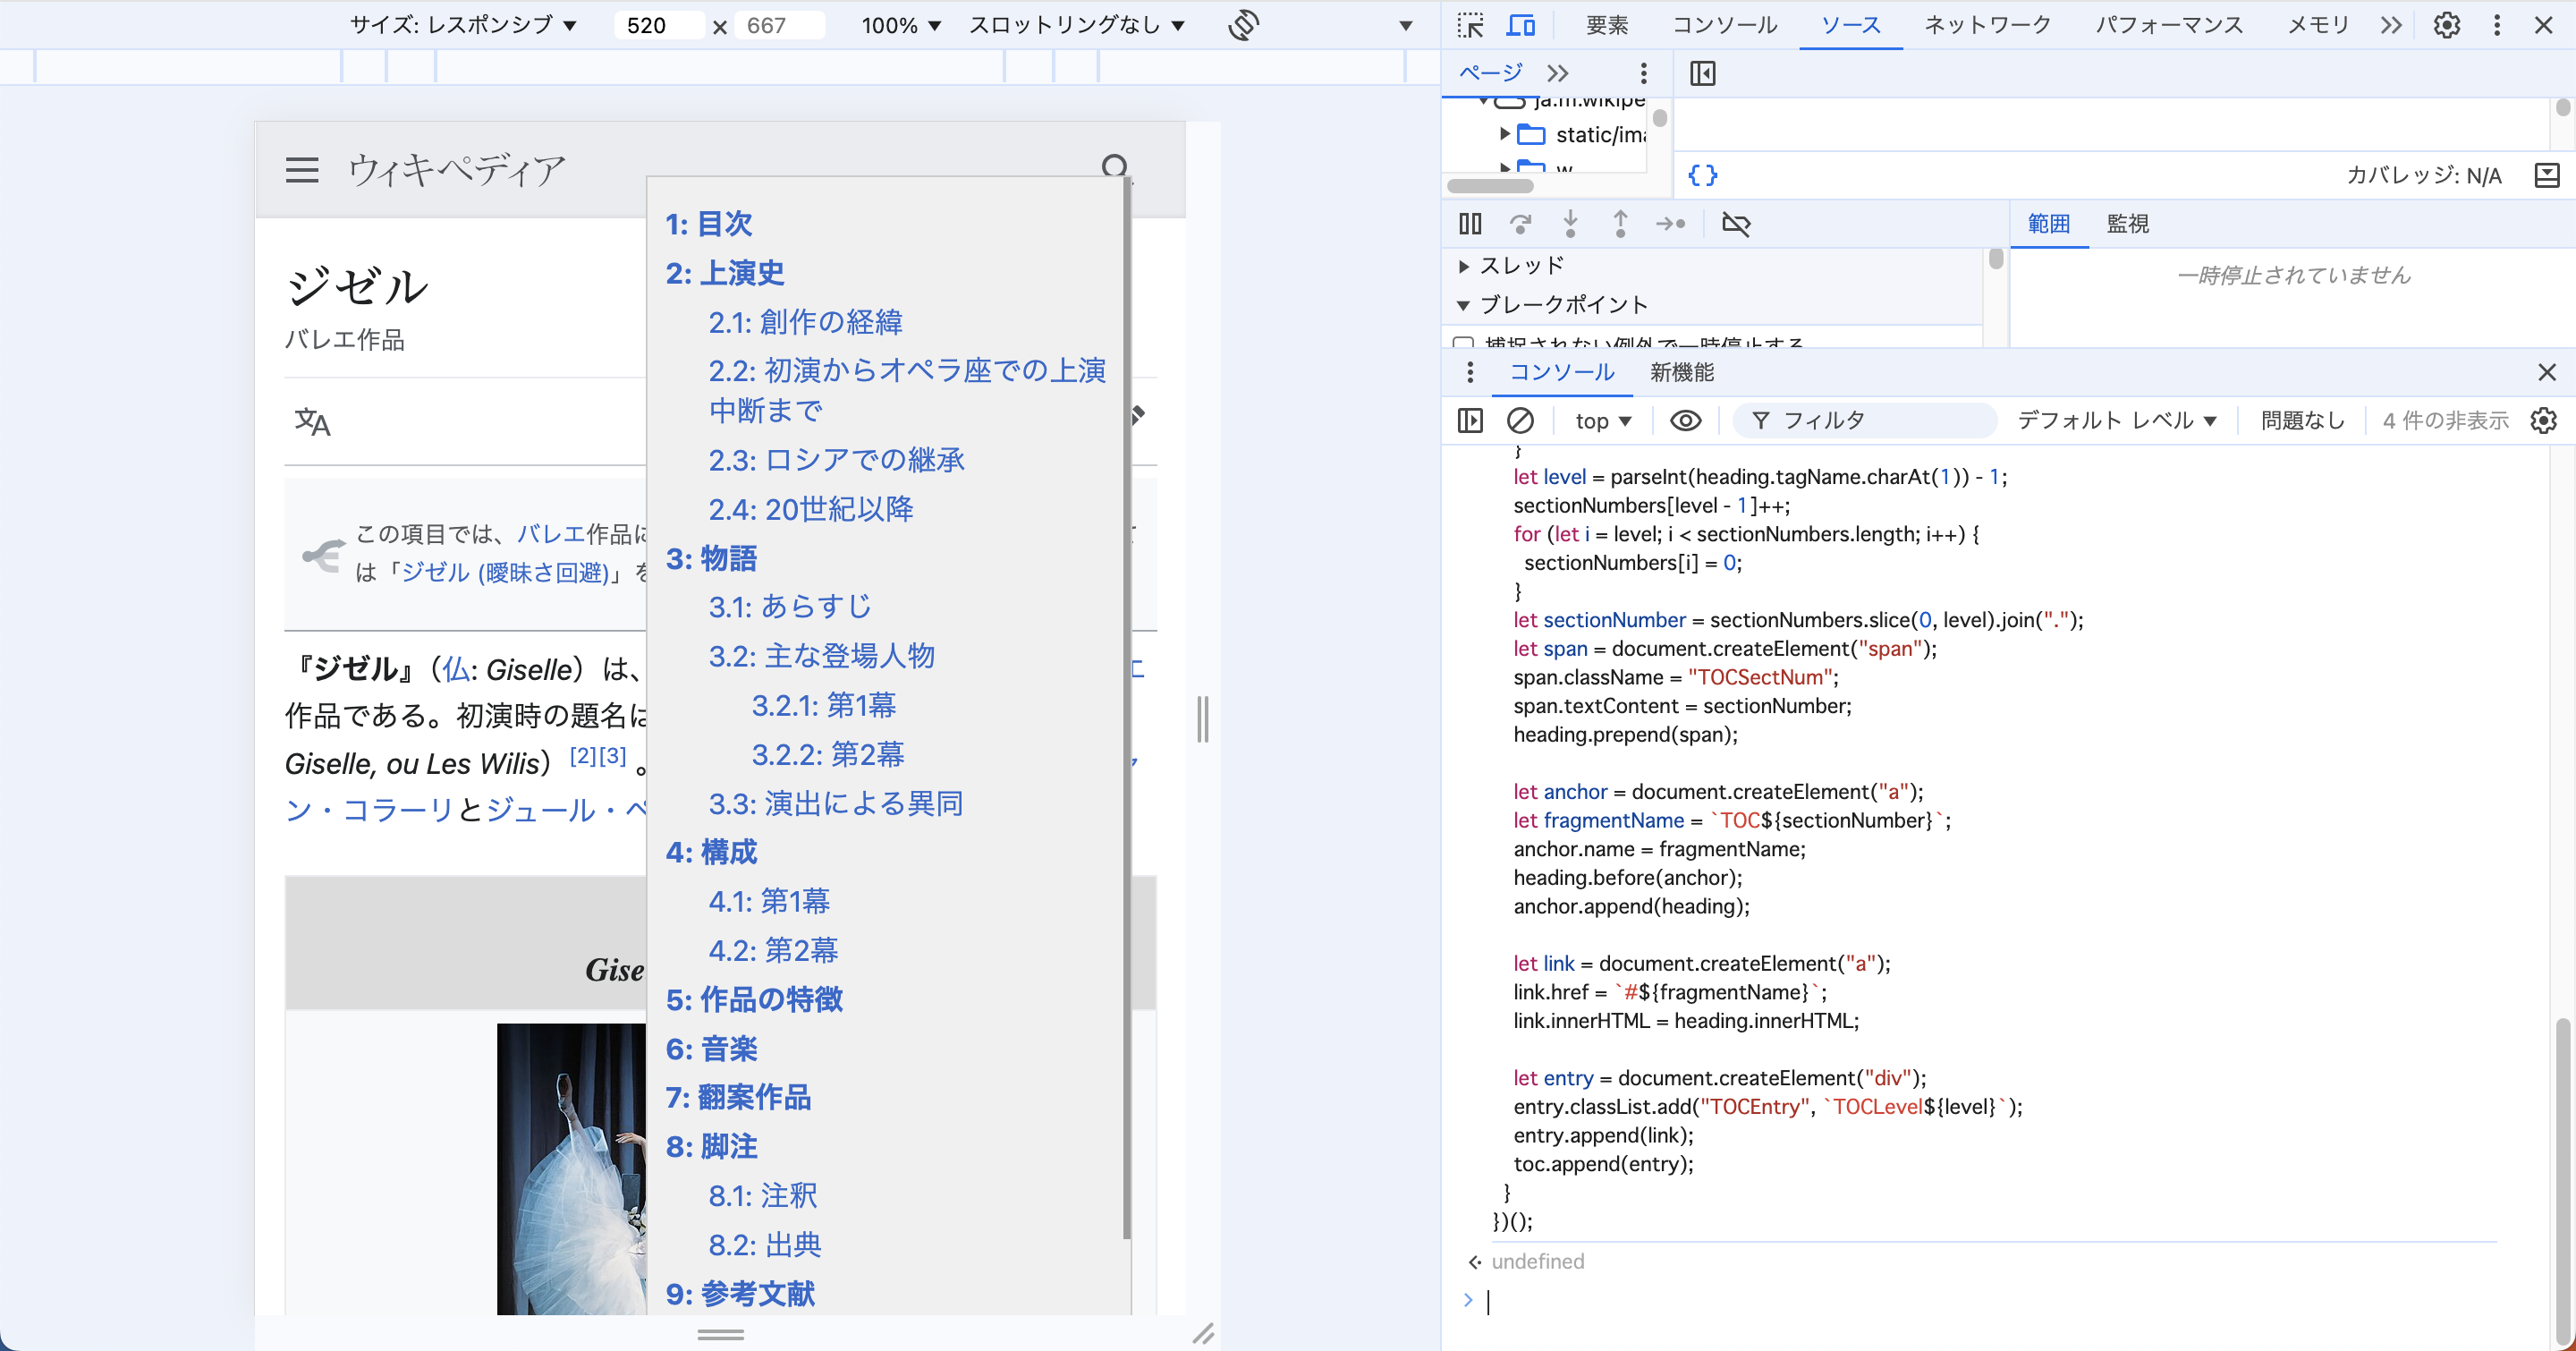 サイズ: レスポンシブ ▼ 520 × 667 100% ▼ スロットリングなし ▼
ウィキペディア
ジゼル
バレエ作品
この項目では、バレエ作品に
は「ジゼル (曖昧さ回避)」を
『ジゼル』（仏: Giselle）は、
作品である。初演時の題名は
Giselle, ou Les Wilis）[2][3] 。
ン・コラーリとジュール・ペ
Gise
1: 目次
2: 上演史
2.1: 創作の経緯
2.2: 初演からオペラ座での上演
中断まで
2.3: ロシアでの継承
2.4: 20世紀以降
3: 物語
3.1: あらすじ
3.2: 主な登場人物
3.2.1: 第1幕
3.2.2: 第2幕
3.3: 演出による異同
4: 構成
4.1: 第1幕
4.2: 第2幕
5: 作品の特徴
6: 音楽
7: 翻案作品
8: 脚注
8.1: 注釈
8.2: 出典
9: 参考文献
要素 コンソール ソース ネットワーク パフォーマンス メモリ
ページ
ja.m.wikipe
static/ima
w
{ } カバレッジ: N/A
範囲 監視
スレッド
一時停止されていません
ブレークポイント
捕捉されない例外で一時停止する
コンソール 新機能
top ▼ フィルタ デフォルト レベル ▼ 問題なし 4 件の非表示
}
let level = parseInt(heading.tagName.charAt(1)) - 1;
sectionNumbers[level - 1]++;
for (let i = level; i < sectionNumbers.length; i++) {
sectionNumbers[i] = 0;
}
let sectionNumber = sectionNumbers.slice(0, level).join(".");
let span = document.createElement("span");
span.className = "TOCSectNum";
span.textContent = sectionNumber;
heading.prepend(span);
let anchor = document.createElement("a");
let fragmentName = `TOC${sectionNumber}`;
anchor.name = fragmentName;
heading.before(anchor);
anchor.append(heading);
let link = document.createElement("a");
link.href = `#${fragmentName}`;
link.innerHTML = heading.innerHTML;
let entry = document.createElement("div");
entry.classList.add("TOCEntry", `TOCLevel${level}`);
entry.append(link);
toc.append(entry);
}
})();
undefined